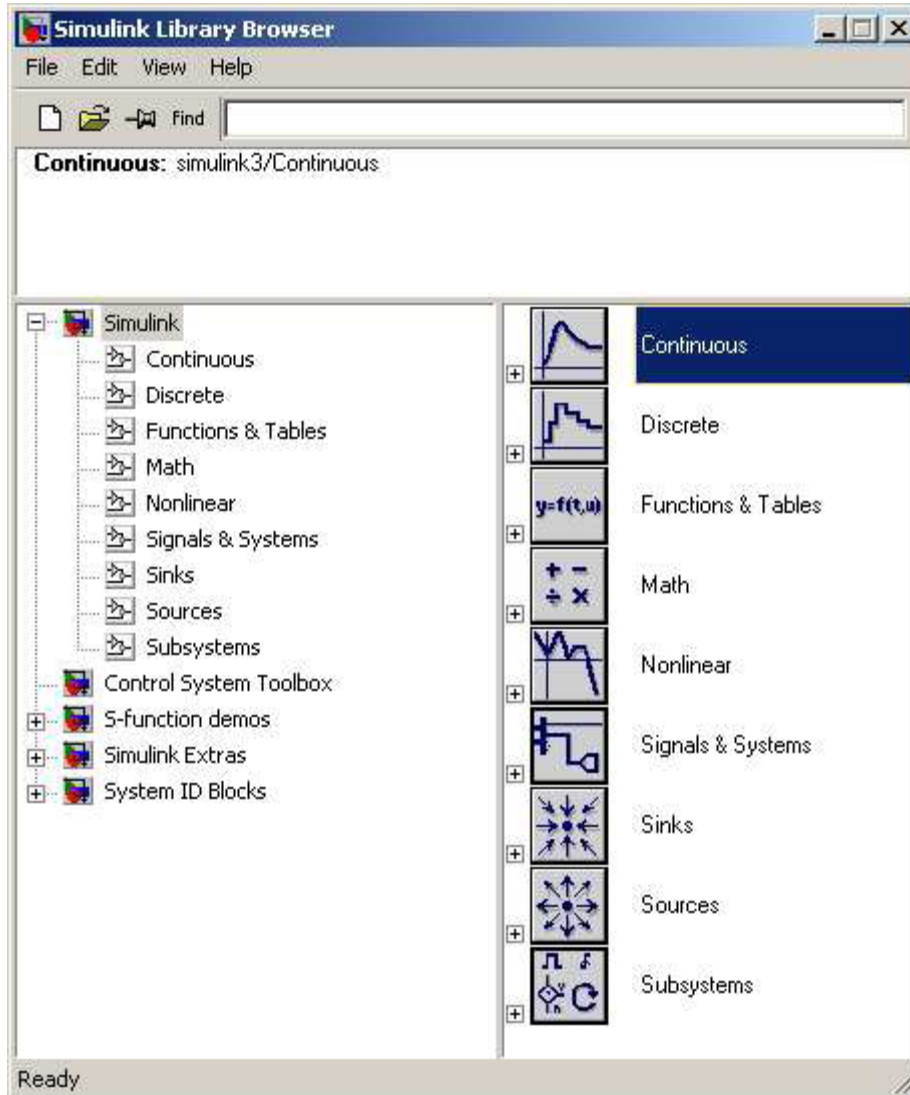 Simulink Library Browser
File Edit View Help
Find
Continuous: simulink3/Continuous
Simulink
Continuous
Discrete
Functions & Tables
Math
Nonlinear
Signals & Systems
Sinks
Sources
Subsystems
Control System Toolbox
S-function demos
Simulink Extras
System ID Blocks
Continuous
Discrete
y=f(t,u) Functions & Tables
Math
Nonlinear
Signals & Systems
Sinks
Sources
Subsystems
Ready